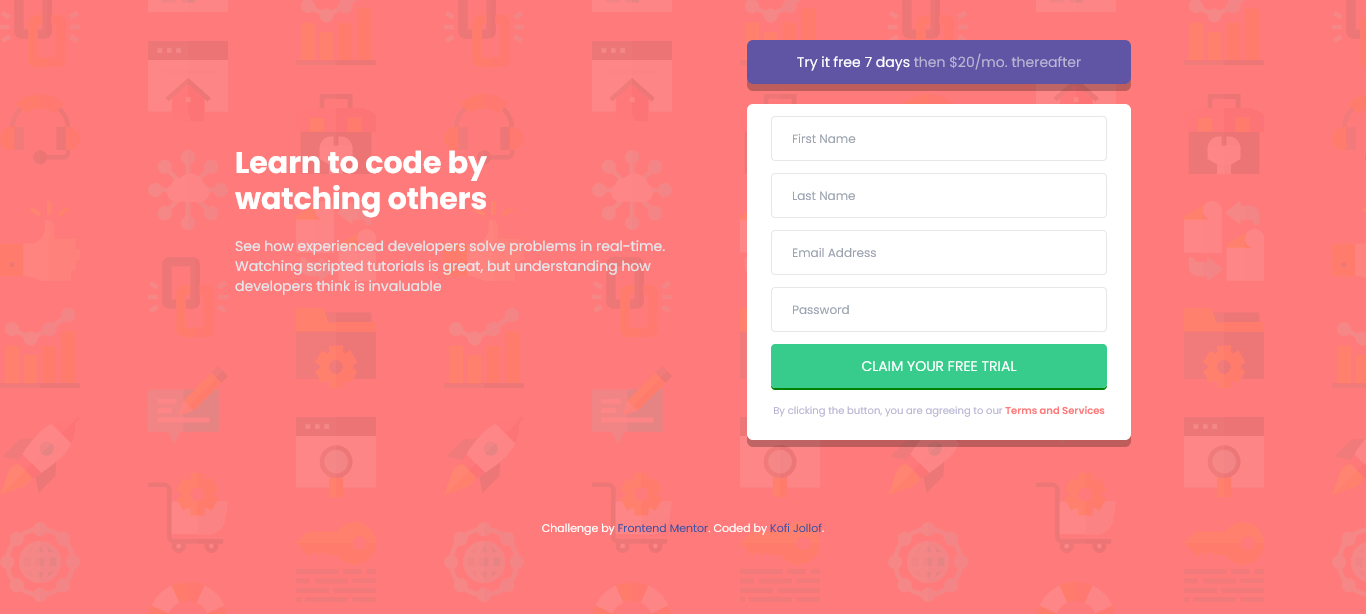 Learn to code by
watching others
See how experienced developers solve problems in real-time.
Watching scripted tutorials is great, but understanding how
developers think is invaluable
Try it free 7 days then $20/mo. thereafter
First Name
Last Name
Email Address
Password
CLAIM YOUR FREE TRIAL
By clicking the button, you are agreeing to our Terms and Services
Challenge by Frontend Mentor. Coded by Kofi Jollof.